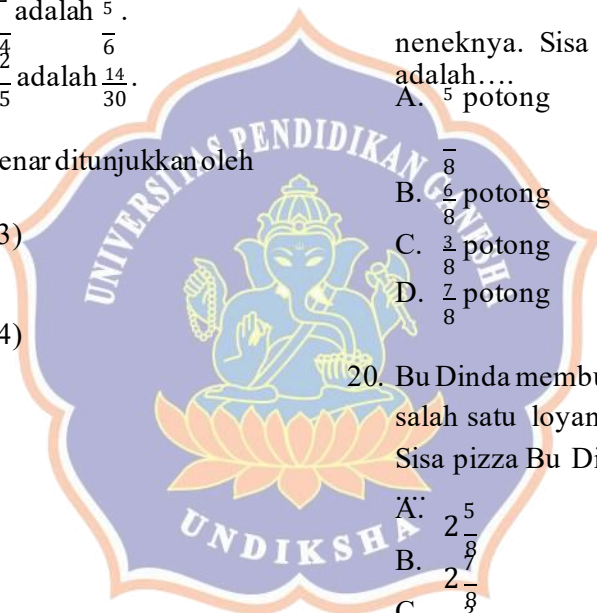 adalah 5/6 .
2/5 adalah 14/30 .
enar ditunjukkan oleh
3)
4)
neneknya. Sisa
adalah….
A. 5/8 potong
B. 6/8 potong
C. 3/8 potong
D. 7/8 potong
20. Bu Dinda membu
salah satu loyan
Sisa pizza Bu Di
….
A. 2 5/8
B. 2 7/8
C.
UNIVERSITAS PENDIDIKAN GANESHA
UNDIKSHA